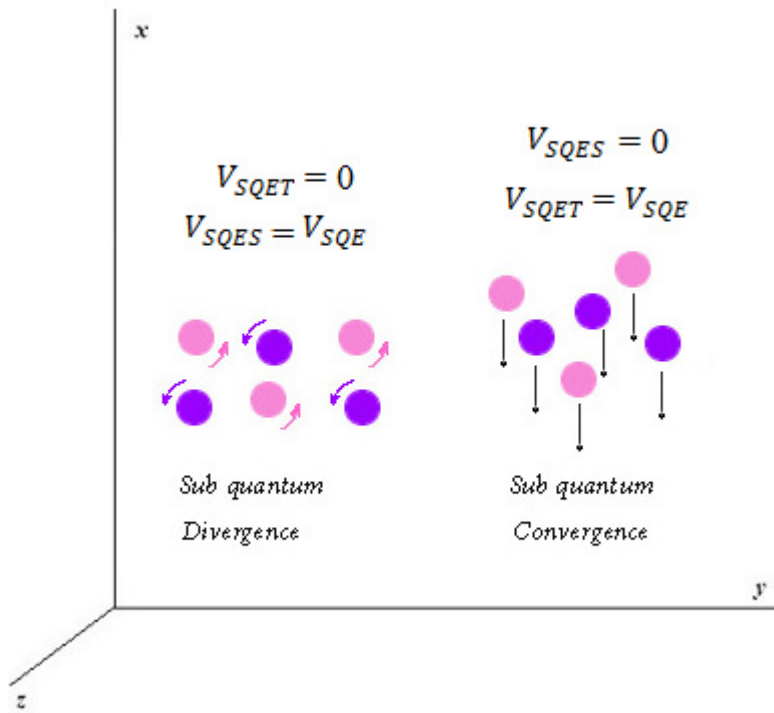 x
V_SQET = 0
V_SQES = V_SQE
V_SQES = 0
V_SQET = V_SQE
Sub quantum
Divergence
Sub quantum
Convergence
y
z